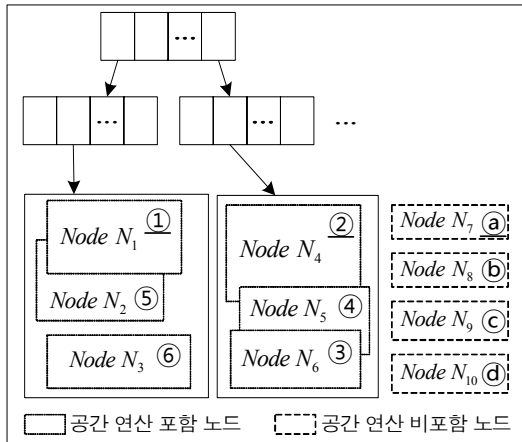 ...
... ...
...
Node N1 ①
Node N2 ⑤
Node N3 ⑥
Node N4 ②
Node N5 ④
Node N6 ③
Node N7 ⓐ
Node N8 ⓑ
Node N9 ⓒ
Node N10 ⓓ
공간 연산 포함 노드 공간 연산 비포함 노드